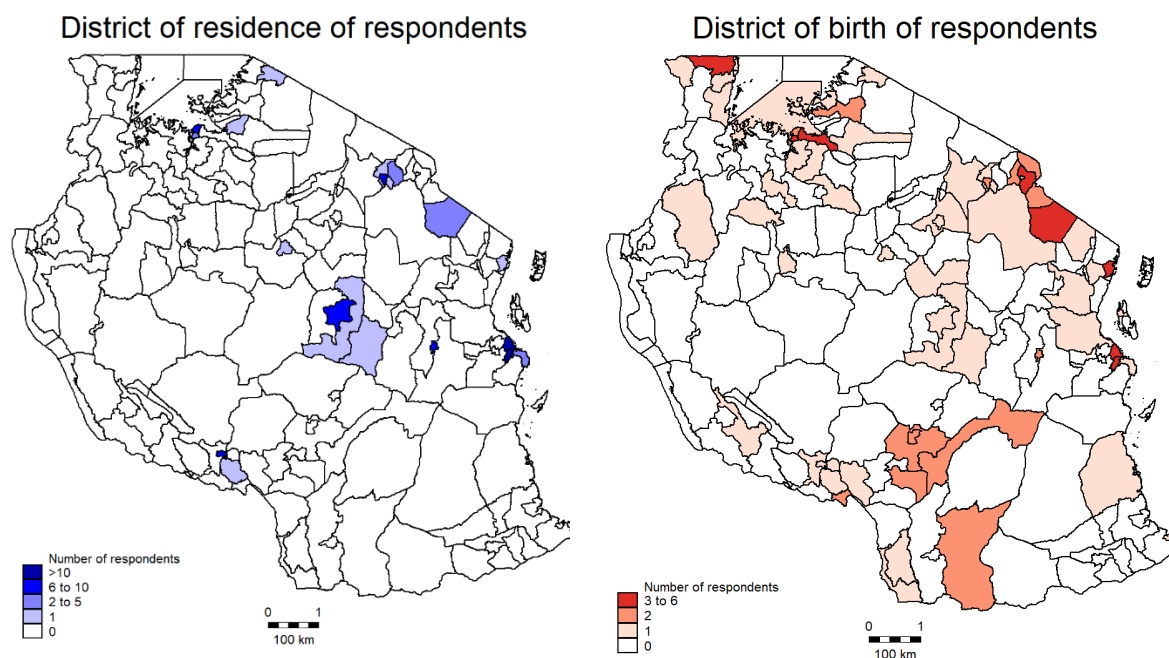 District of residence of respondents
Number of respondents
>10
6 to 10
2 to 5
1
0
0 1
100 km
District of birth of respondents
Number of respondents
3 to 6
2
1
0
0 1
100 km